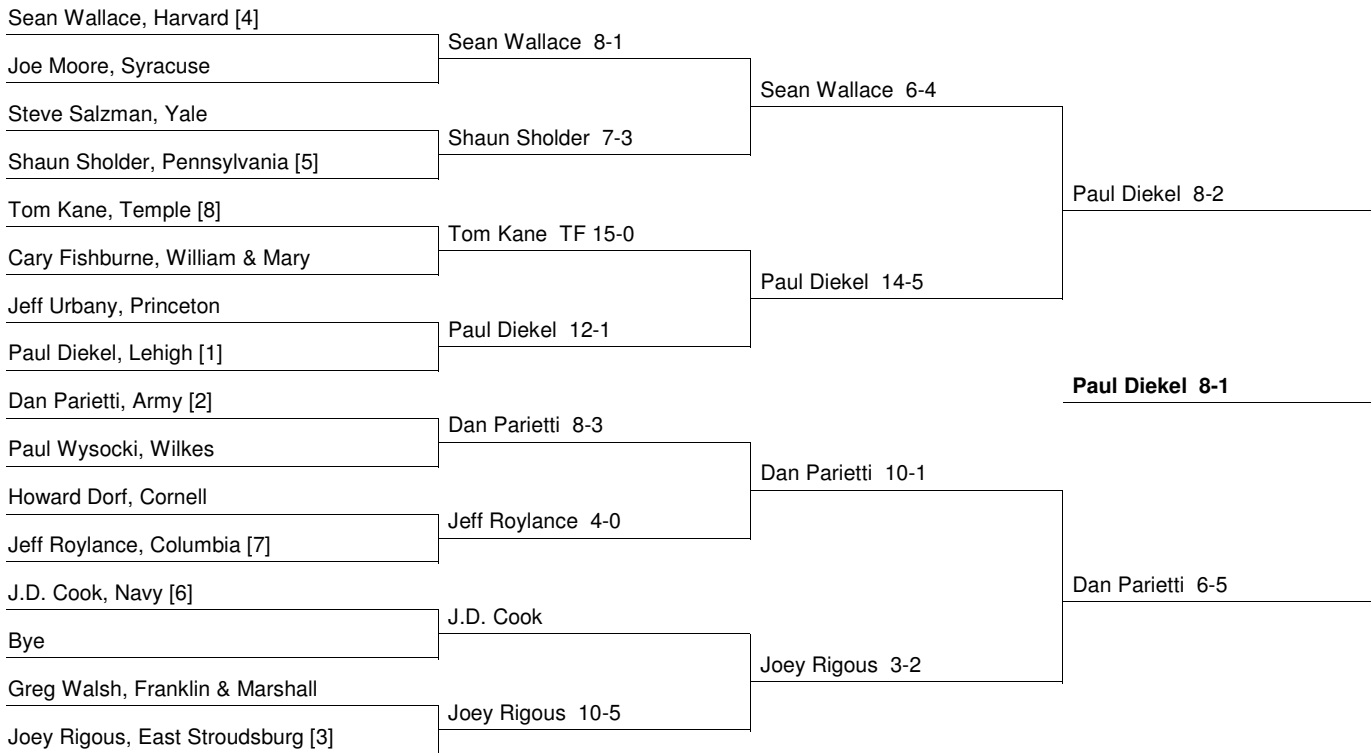 Sean Wallace, Harvard [4]
Joe Moore, Syracuse
Steve Salzman, Yale
Shaun Sholder, Pennsylvania [5]
Tom Kane, Temple [8]
Cary Fishburne, William & Mary
Jeff Urbany, Princeton
Paul Diekel, Lehigh [1]
Dan Parietti, Army [2]
Paul Wysocki, Wilkes
Howard Dorf, Cornell
Jeff Roylance, Columbia [7]
J.D. Cook, Navy [6]
Bye
Greg Walsh, Franklin & Marshall
Joey Rigous, East Stroudsburg [3]
Sean Wallace 8-1
Shaun Sholder 7-3
Tom Kane TF 15-0
Paul Diekel 12-1
Dan Parietti 8-3
Jeff Roylance 4-0
J.D. Cook
Joey Rigous 10-5
Sean Wallace 6-4
Paul Diekel 14-5
Dan Parietti 10-1
Joey Rigous 3-2
Paul Diekel 8-2
Dan Parietti 6-5
Paul Diekel 8-1